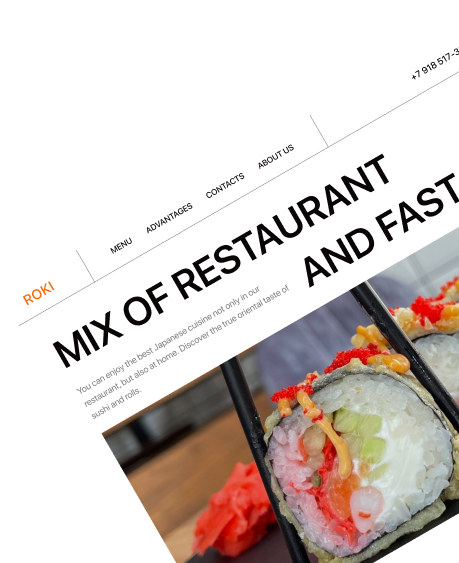 ROKI
MENU
ADVANTAGES
CONTACTS
ABOUT US
+7 918 517-3
MIX OF RESTAURANT
AND FAST
You can enjoy the best Japanese cuisine not only in our
restaurant, but also at home. Discover the true oriental taste of
sushi and rolls.